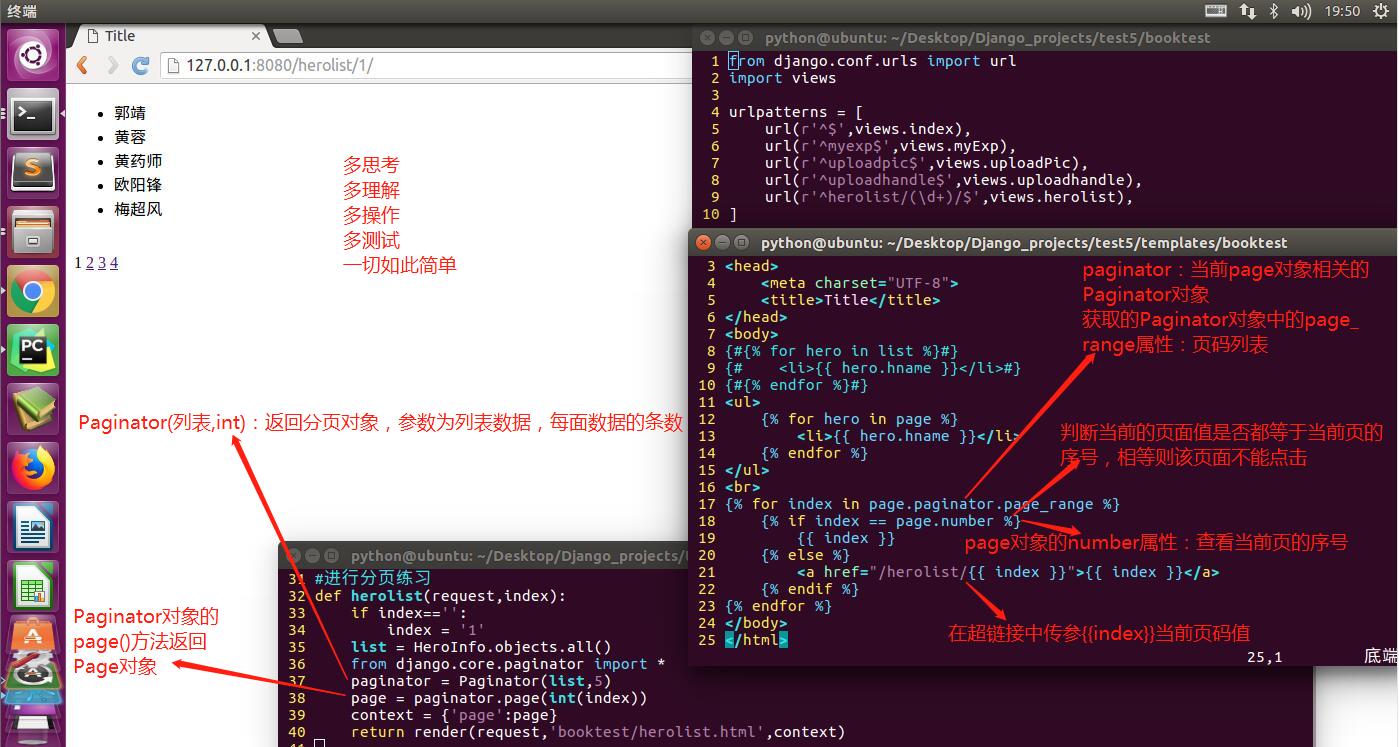 终端
19:50
Title
127.0.0.1:8080/herolist/1/
郭靖
黄蓉
黄药师
欧阳锋
梅超风
1 2 3 4
多思考
多理解
多操作
多测试
一切如此简单
python@ubuntu: ~/Desktop/Django_projects/test5/booktest
1 from django.conf.urls import url
2 import views
3
4 urlpatterns = [
5     url(r'^$',views.index),
6     url(r'^myexp$',views.myExp),
7     url(r'^uploadpic$',views.uploadPic),
8     url(r'^uploadhandle$',views.uploadhandle),
9     url(r'^herolist/(\d+)/$',views.herolist),
10 ]
python@ubuntu: ~/Desktop/Django_projects/test5/templates/booktest
3 <head>
4     <meta charset="UTF-8">
5     <title>Title</title>
6 </head>
7 <body>
8 {#{% for hero in list %}#}
9 {#    <li>{{ hero.hname }}</li>#}
10 {#{% endfor %}#}
11 <ul>
12     {% for hero in page %}
13         <li>{{ hero.hname }}</li>
14     {% endfor %}
15 </ul>
16 <br>
17 {% for index in page.paginator.page_range %}
18     {% if index == page.number %}
19         {{ index }}
20     {% else %}
21         <a href="/herolist/{{ index }}">{{ index }}</a>
22     {% endif %}
23 {% endfor %}
24 </body>
25 </html>
25,1
底端
paginator：当前page对象相关的
Paginator对象
获取的Paginator对象中的page_
range属性：页码列表
判断当前的页面值是否都等于当前页的
序号，相等则该页面不能点击
page对象的number属性：查看当前页的序号
在超链接中传参{{index}}当前页码值
Paginator(列表,int)：返回分页对象，参数为列表数据，每面数据的条数
Paginator对象的
page()方法返回
Page对象
python@ubuntu: ~/Desktop/Django_projects/
31 #进行分页练习
32 def herolist(request,index):
33     if index=='':
34         index = '1'
35     list = HeroInfo.objects.all()
36     from django.core.paginator import *
37     paginator = Paginator(list,5)
38     page = paginator.page(int(index))
39     context = {'page':page}
40     return render(request,'booktest/herolist.html',context)